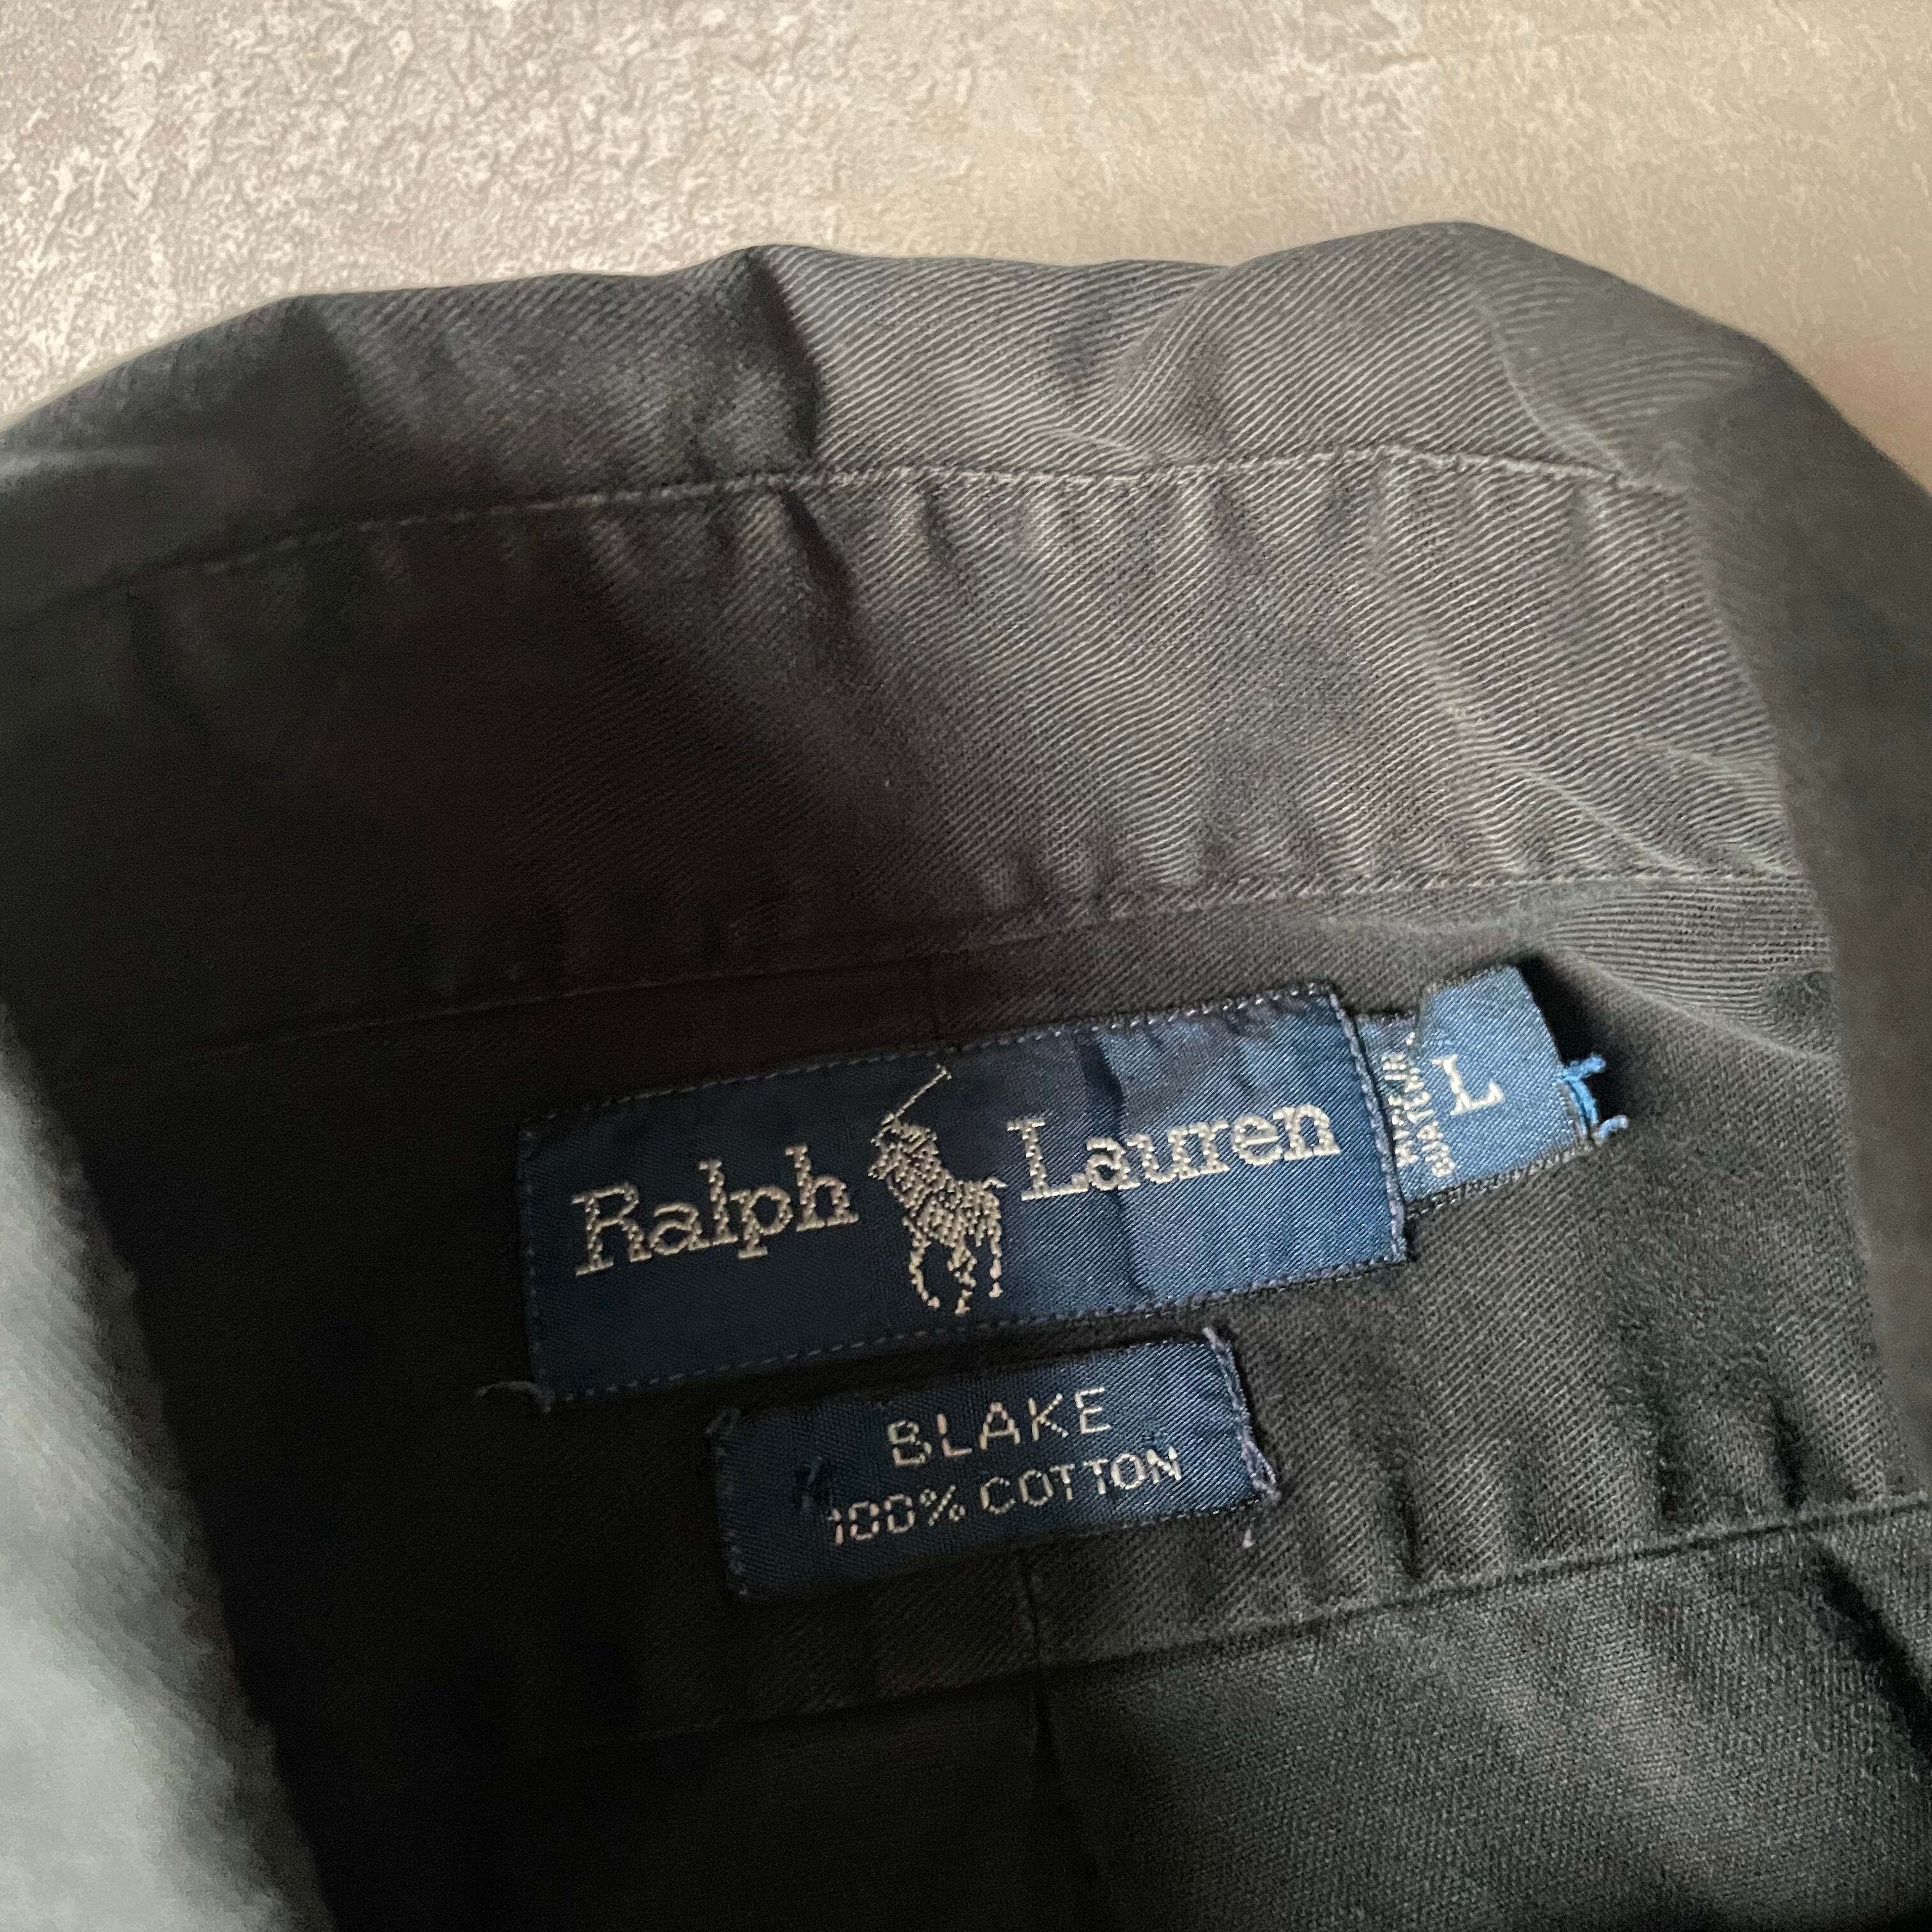 Ralph Lauren
L
BLAKE
100% COTTON